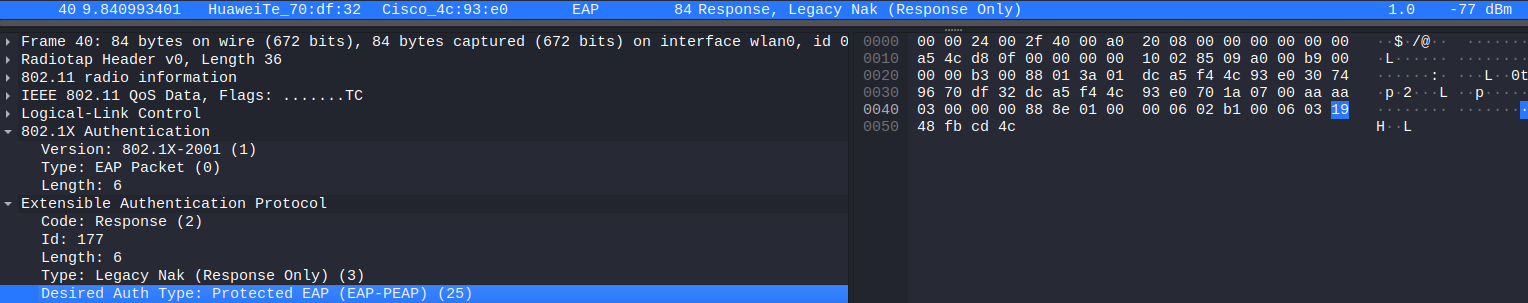 40 9.840993401 HuaweiTe_70:df:32 Cisco_4c:93:e0 EAP 84 Response, Legacy Nak (Response Only) 1.0 -77 dBm
Frame 40: 84 bytes on wire (672 bits), 84 bytes captured (672 bits) on interface wlan0, id 0
Radiotap Header v0, Length 36
802.11 radio information
IEEE 802.11 QoS Data, Flags: .......TC
Logical-Link Control
802.1X Authentication
Version: 802.1X-2001 (1)
Type: EAP Packet (0)
Length: 6
Extensible Authentication Protocol
Code: Response (2)
Id: 177
Length: 6
Type: Legacy Nak (Response Only) (3)
Desired Auth Type: Protected EAP (EAP-PEAP) (25)
0000 00 00 24 00 2f 40 00 a0 20 08 00 00 00 00 00 00 ··$·/@·· ·······
0010 a5 4c d8 0f 00 00 00 00 10 02 85 09 a0 00 b9 00 ·L······ ········
0020 00 00 b3 00 88 01 3a 01 dc a5 f4 4c 93 e0 30 74 ······:· ···L··0t
0030 96 70 df 32 dc a5 f4 4c 93 e0 70 1a 07 00 aa aa ·p·2···L ··p·····
0040 03 00 00 00 88 8e 01 00 00 06 02 b1 00 06 03 19 ········ ········
0050 48 fb cd 4c H··L